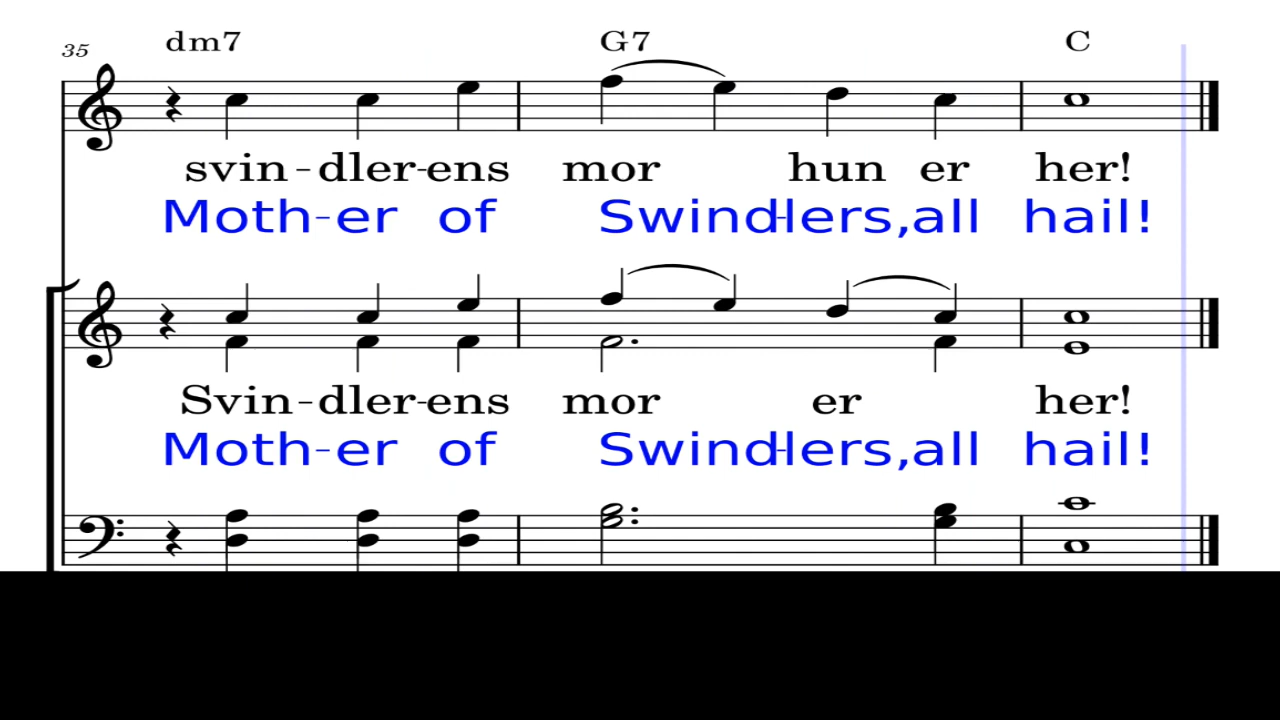 35 dm7 G7 C
svin-dler-ens mor hun er her!
Moth-er of Swind-lers, all hail!
Svin-dler-ens mor er her!
Moth-er of Swind-lers, all hail!